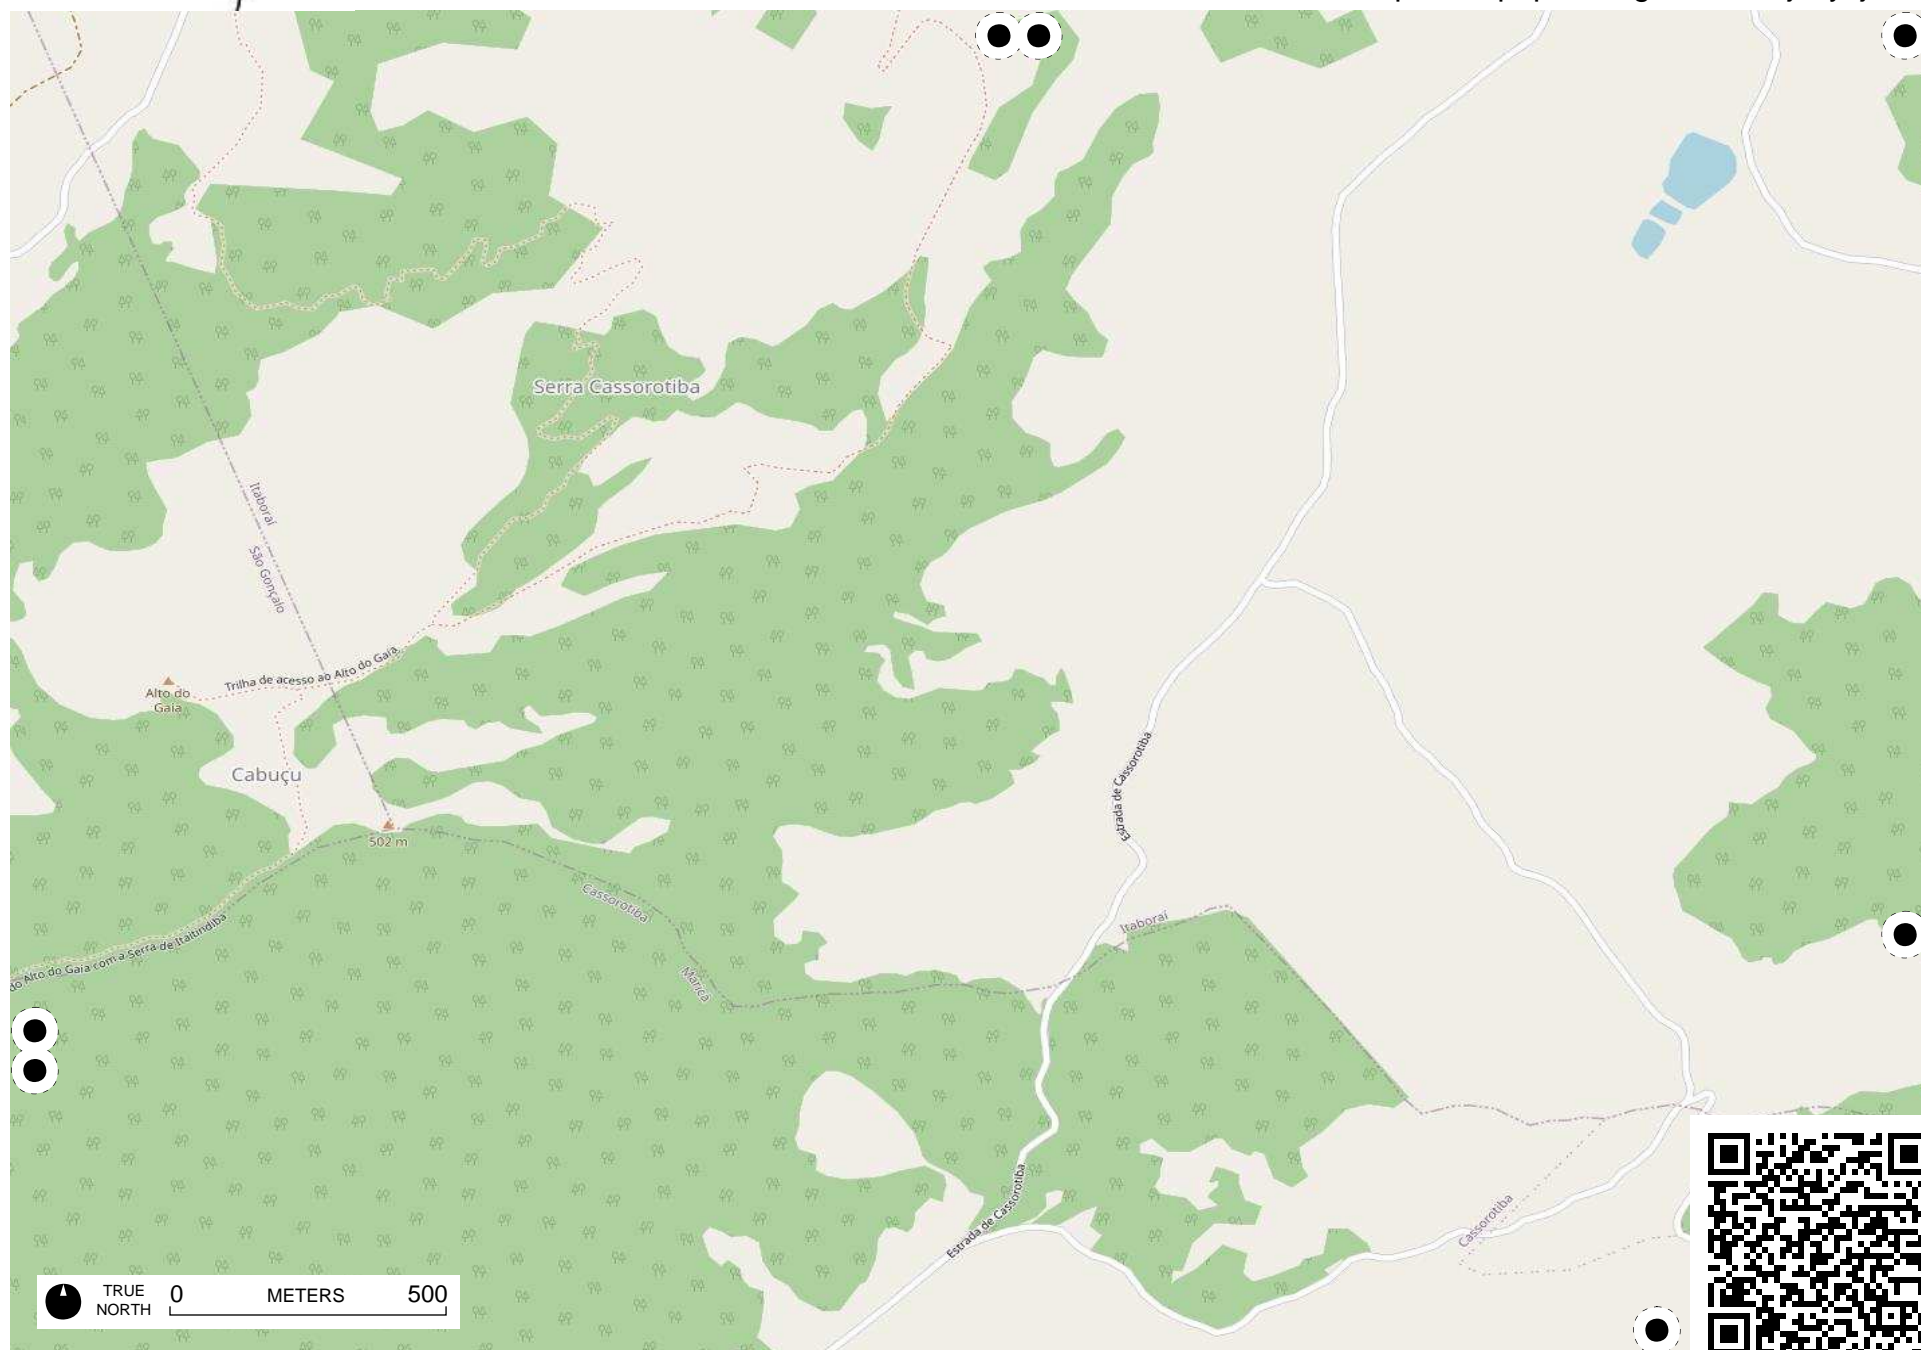 Serra Cassorotiba
Itaboraí
São Gonçalo
Trilha de acesso ao Alto do Gaia
Alto do
Gaia
Cabuçu
Estrada de Cassorotiba
502 m
Cassorotiba
Itaboraí
do Alto do Gaia com a Serra de Itaitindiba
Maricá
Estrada de Cassorotiba
Cassorotiba
TRUE
NORTH
0 METERS 500